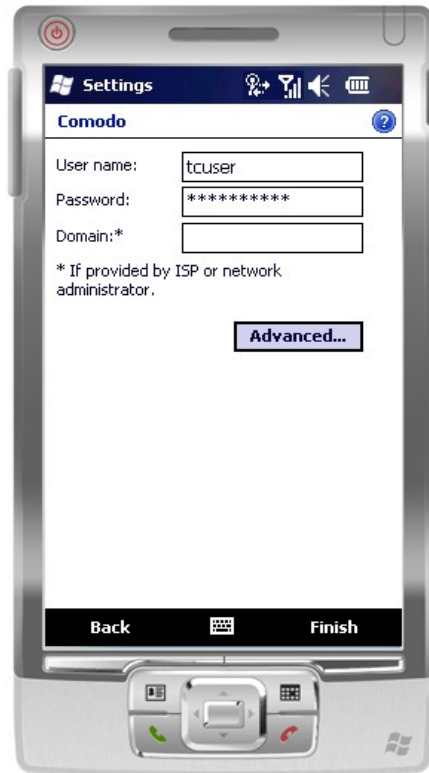 Settings
Comodo
User name: tcuser
Password: **********
Domain:*
* If provided by ISP or network
administrator.
Advanced...
Back Finish